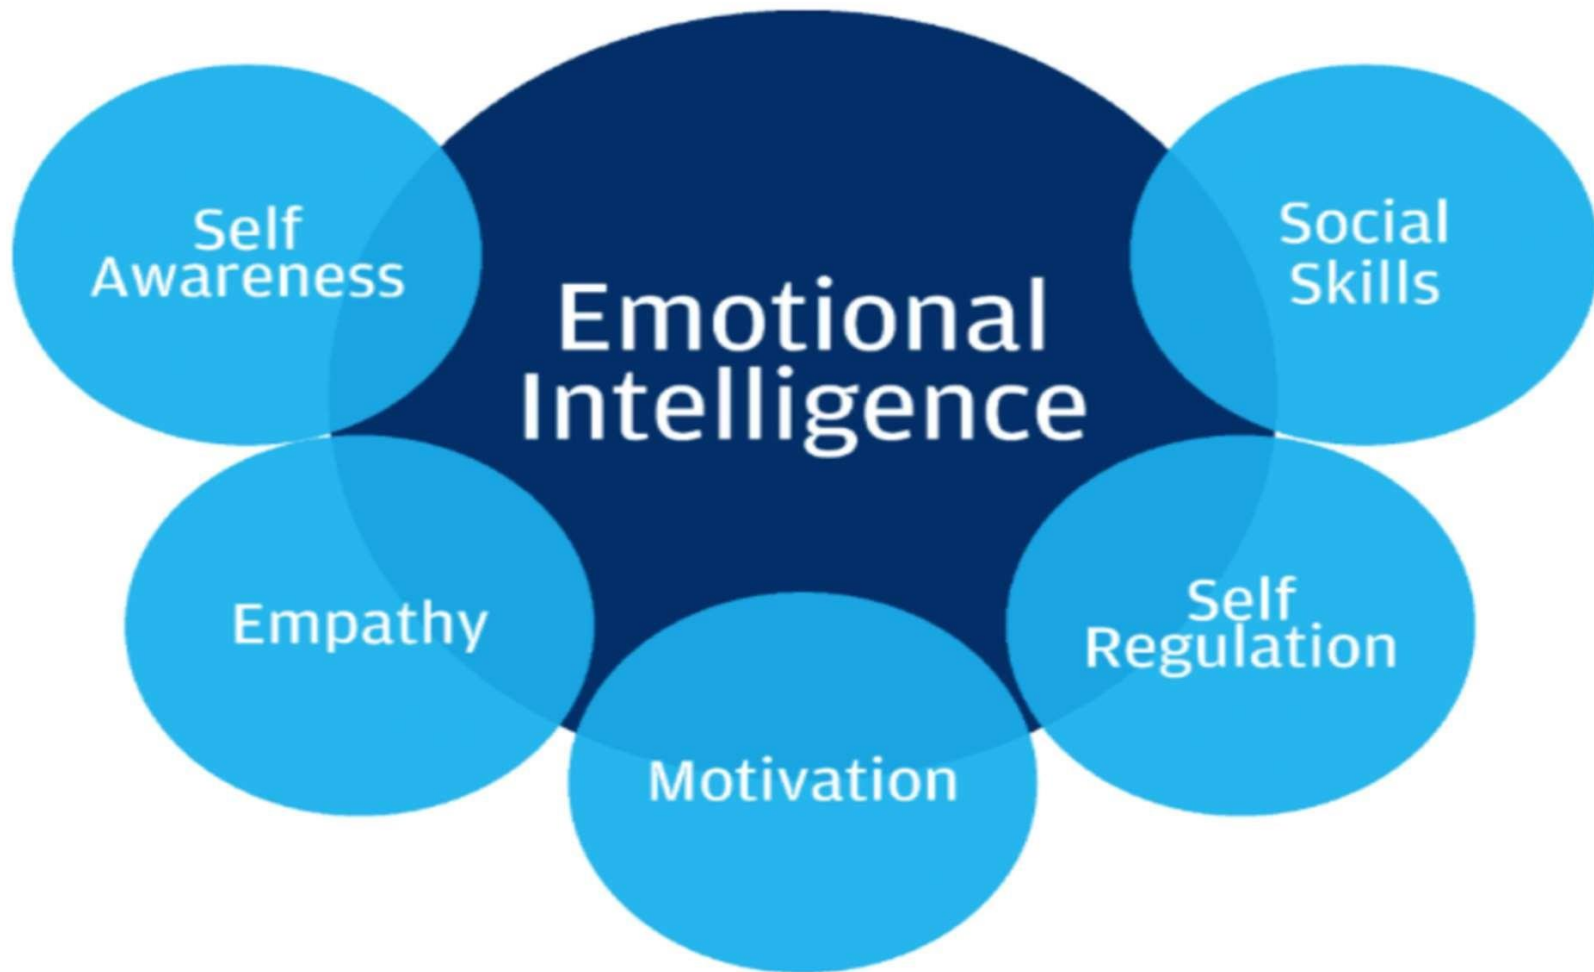 Self
Awareness
Emotional
Intelligence
Social
Skills
Empathy
Motivation
Self
Regulation